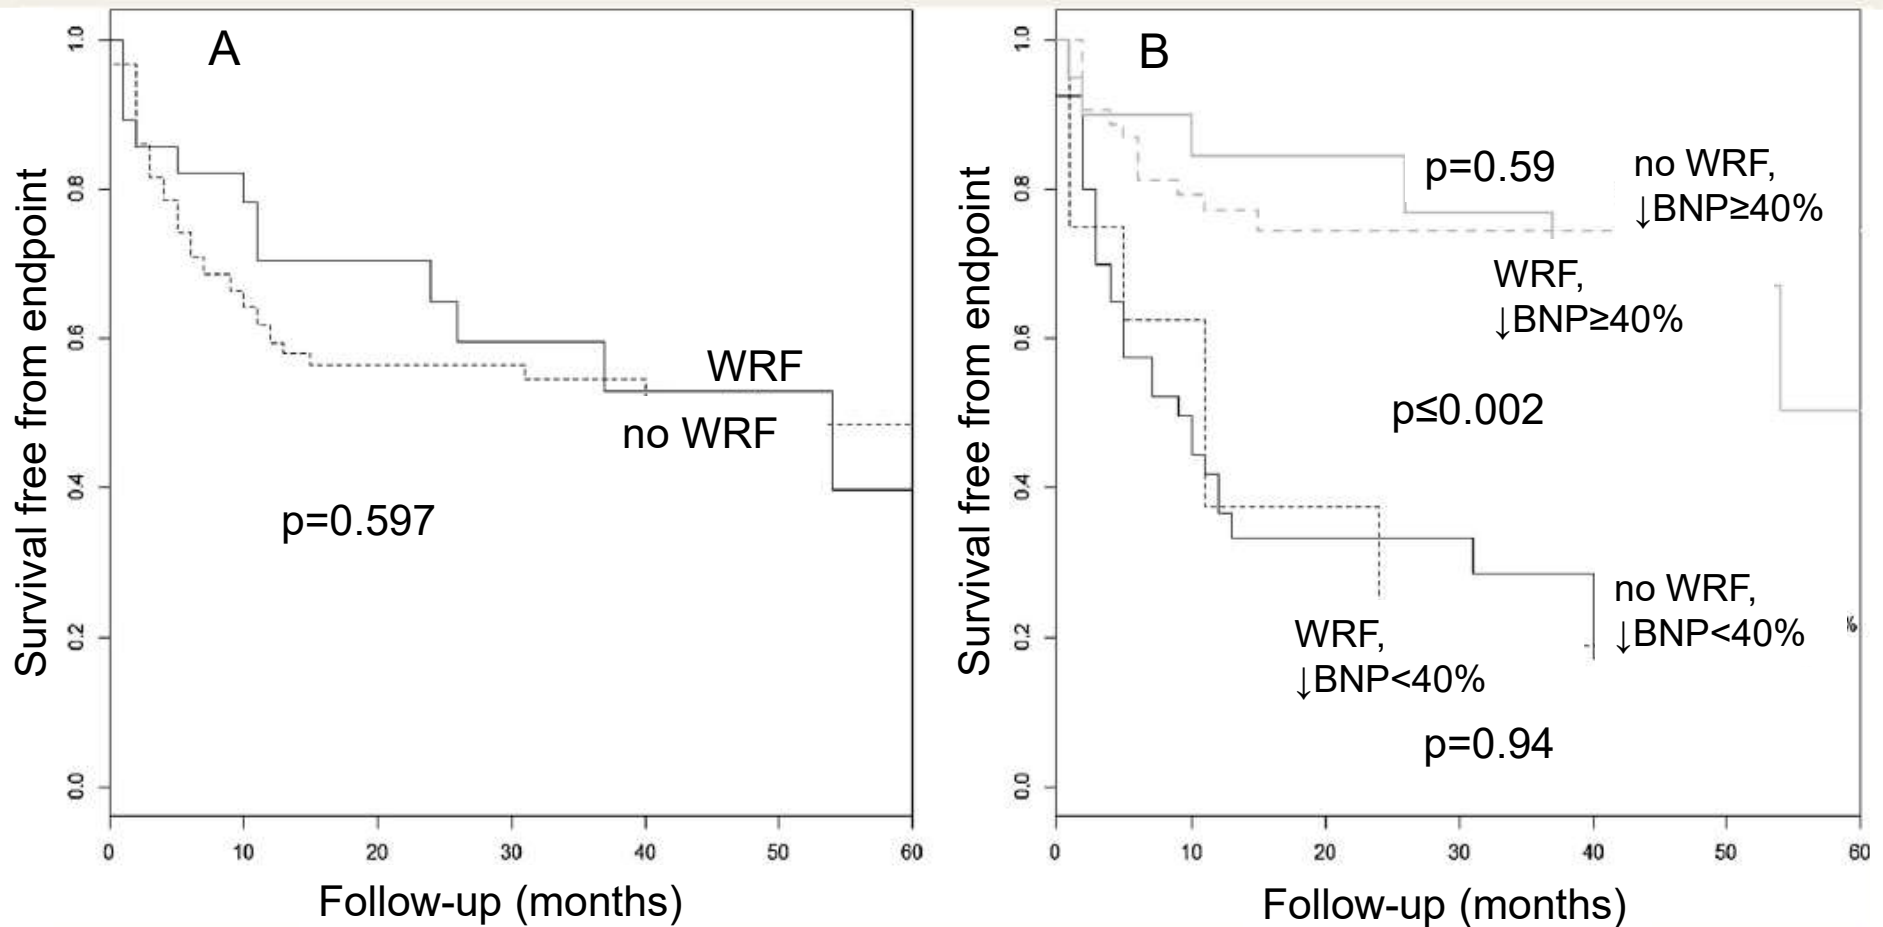 A
Survival free from endpoint
1.0
0.8
0.6
0.4
0.2
0.0
WRF
no WRF
p=0.597
0 10 20 30 40 50 60
Follow-up (months)
B
Survival free from endpoint
1.0
0.8
0.6
0.4
0.2
0.0
p=0.59
no WRF,
↓BNP≥40%
WRF,
↓BNP≥40%
p≤0.002
no WRF,
↓BNP<40%
WRF,
↓BNP<40%
p=0.94
0 10 20 30 40 50 60
Follow-up (months)